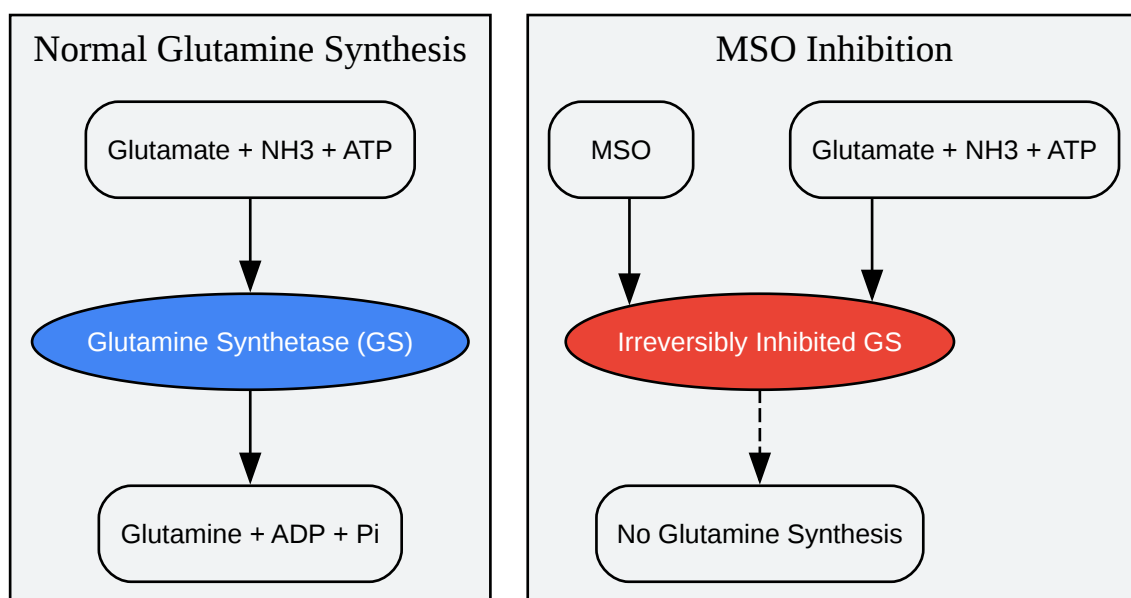 Normal Glutamine Synthesis
Glutamate + NH3 + ATP
Glutamine Synthetase (GS)
Glutamine + ADP + Pi
MSO Inhibition
MSO
Glutamate + NH3 + ATP
Irreversibly Inhibited GS
No Glutamine Synthesis